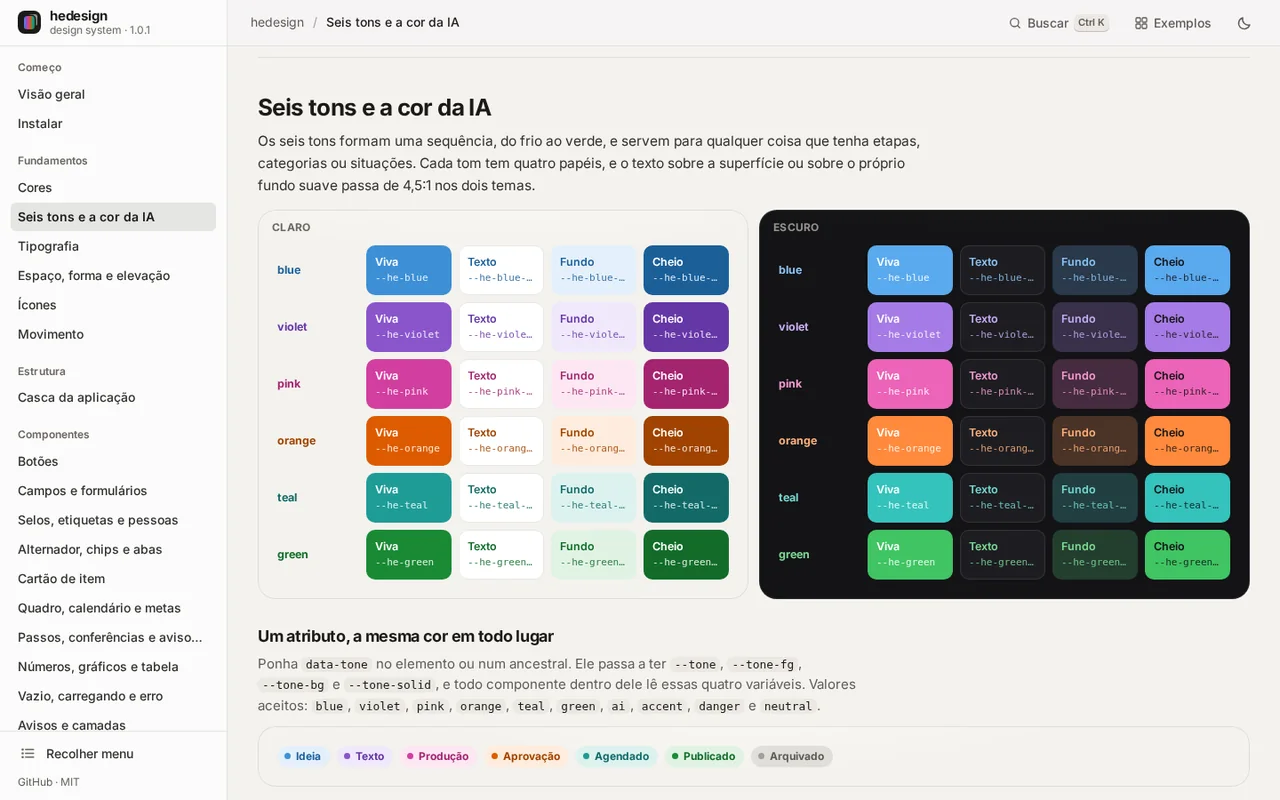 hedesign
design system · 1.0.1
hedesign / Seis tons e a cor da IA
Buscar Ctrl K
Exemplos
Começo
Visão geral
Instalar
Fundamentos
Cores
Seis tons e a cor da IA
Tipografia
Espaço, forma e elevação
Ícones
Movimento
Estrutura
Casca da aplicação
Componentes
Botões
Campos e formulários
Selos, etiquetas e pessoas
Alternador, chips e abas
Cartão de item
Quadro, calendário e metas
Passos, conferências e aviso...
Números, gráficos e tabela
Vazio, carregando e erro
Avisos e camadas
Recolher menu
GitHub · MIT
Seis tons e a cor da IA
Os seis tons formam uma sequência, do frio ao verde, e servem para qualquer coisa que tenha etapas,
categorias ou situações. Cada tom tem quatro papéis, e o texto sobre a superfície ou sobre o próprio
fundo suave passa de 4,5:1 nos dois temas.
CLARO
blue
Viva Texto Fundo Cheio
--he-blue --he-blue-… --he-blue-… --he-blue-…
violet
Viva Texto Fundo Cheio
--he-violet --he-viole… --he-viole… --he-viole…
pink
Viva Texto Fundo Cheio
--he-pink --he-pink-… --he-pink-… --he-pink-…
orange
Viva Texto Fundo Cheio
--he-orange --he-orang… --he-orang… --he-orang…
teal
Viva Texto Fundo Cheio
--he-teal --he-teal-… --he-teal-… --he-teal-…
green
Viva Texto Fundo Cheio
--he-green --he-green… --he-green… --he-green…
ESCURO
blue
Viva Texto Fundo Cheio
--he-blue --he-blue-… --he-blue-… --he-blue-…
violet
Viva Texto Fundo Cheio
--he-violet --he-viole… --he-viole… --he-viole…
pink
Viva Texto Fundo Cheio
--he-pink --he-pink-… --he-pink-… --he-pink-…
orange
Viva Texto Fundo Cheio
--he-orange --he-orang… --he-orang… --he-orang…
teal
Viva Texto Fundo Cheio
--he-teal --he-teal-… --he-teal-… --he-teal-…
green
Viva Texto Fundo Cheio
--he-green --he-green… --he-green… --he-green…
Um atributo, a mesma cor em todo lugar
Ponha data-tone no elemento ou num ancestral. Ele passa a ter --tone , --tone-fg ,
--tone-bg e --tone-solid , e todo componente dentro dele lê essas quatro variáveis. Valores
aceitos: blue , violet , pink , orange , teal , green , ai , accent , danger e neutral .
Ideia Texto Produção Aprovação Agendado Publicado Arquivado